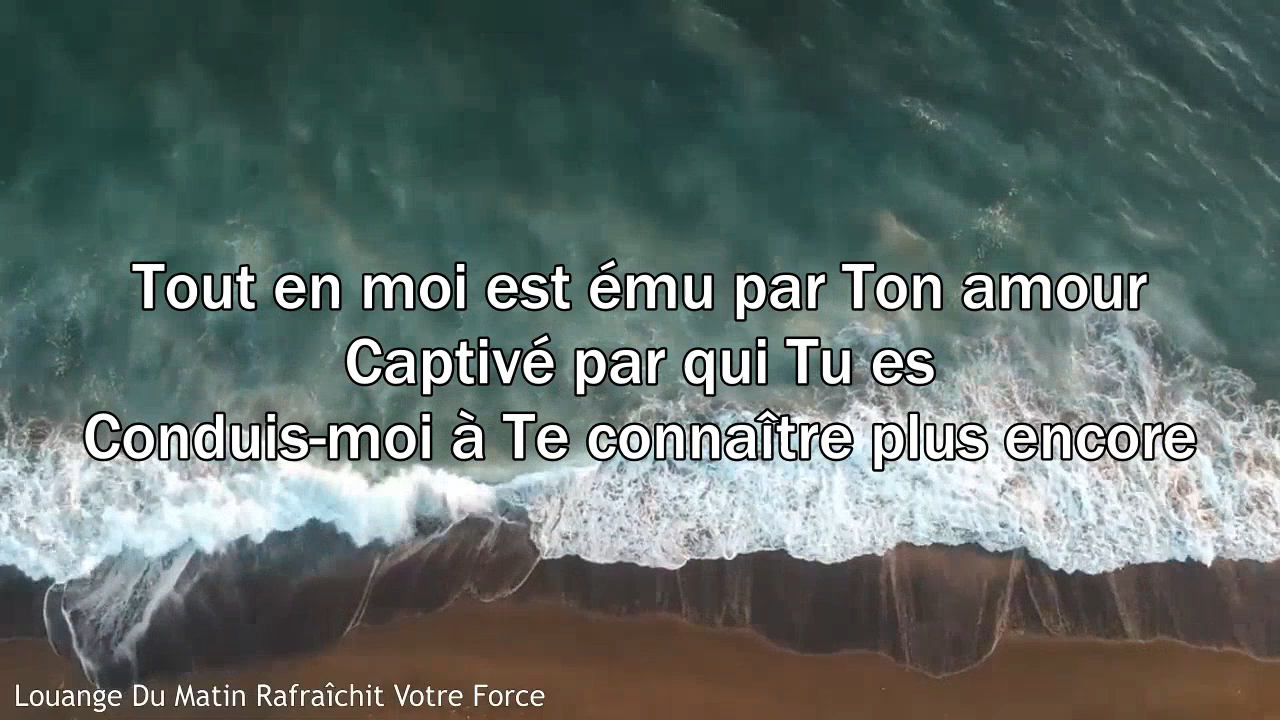 Tout en moi est ému par Ton amour
Captivé par qui Tu es
Conduis-moi à Te connaître plus encore
Louange Du Matin Rafraîchit Votre Force